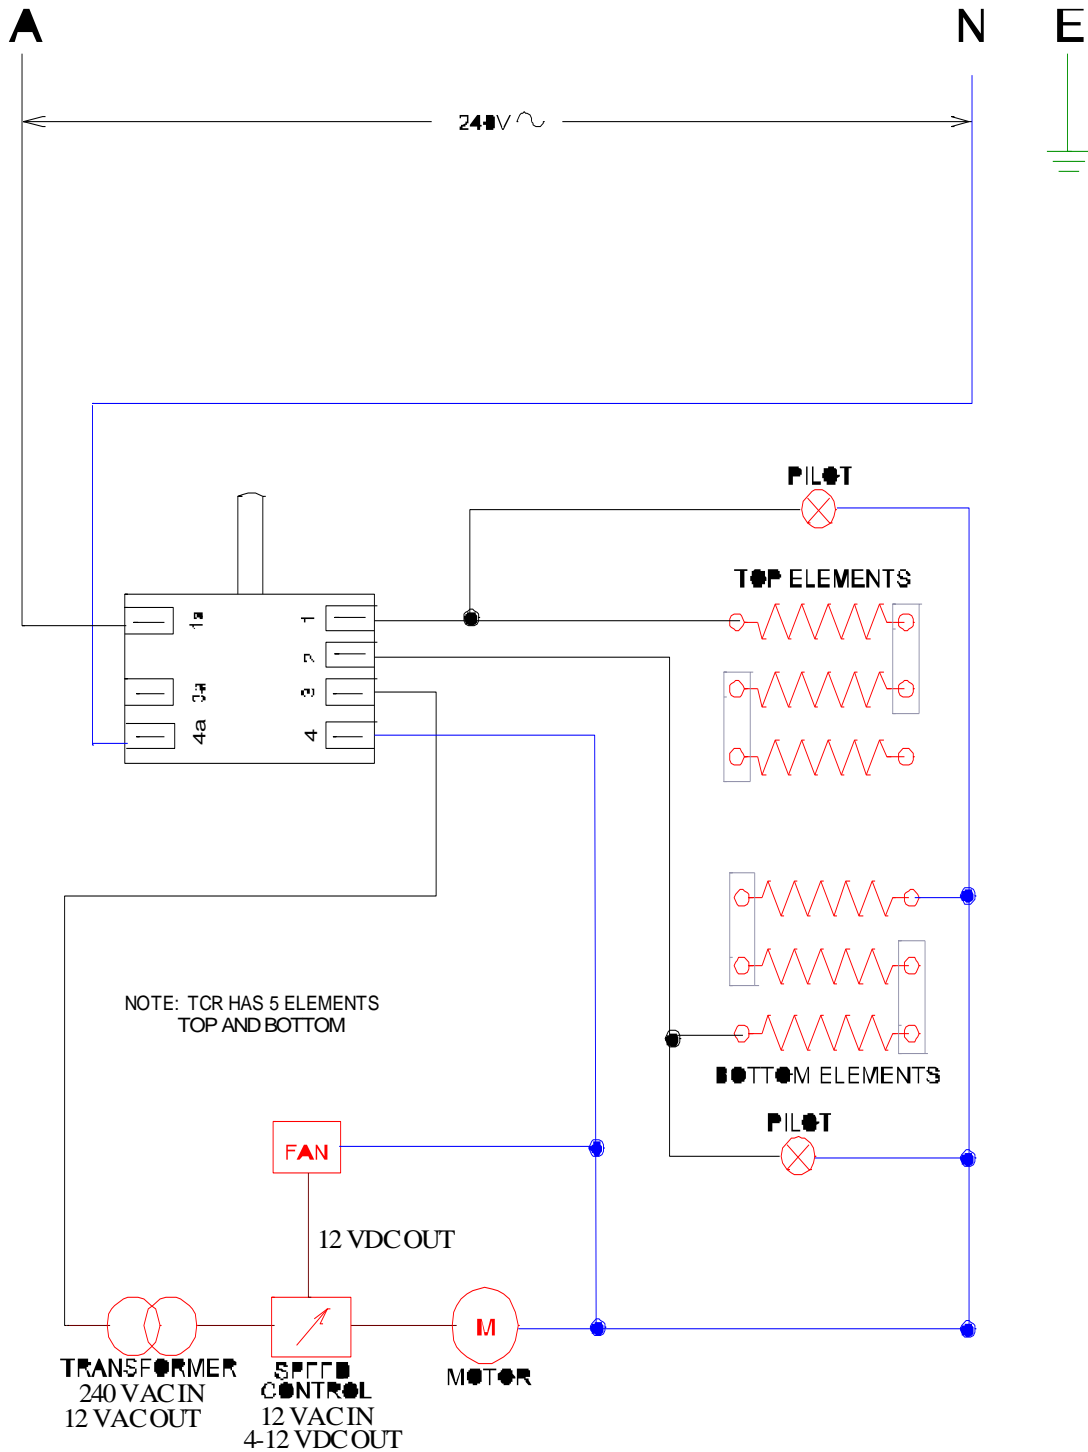 A
N
E
240V
PILOT
TOP ELEMENTS
1a
1
2
3a
3
4a
4
NOTE: TCR HAS 5 ELEMENTS
TOP AND BOTTOM
BOTTOM ELEMENTS
PILOT
FAN
12 VDC OUT
M
MOTOR
TRANSFORMER
240 VAC IN
12 VAC OUT
SPEED
CONTROL
12 VAC IN
4-12 VDC OUT